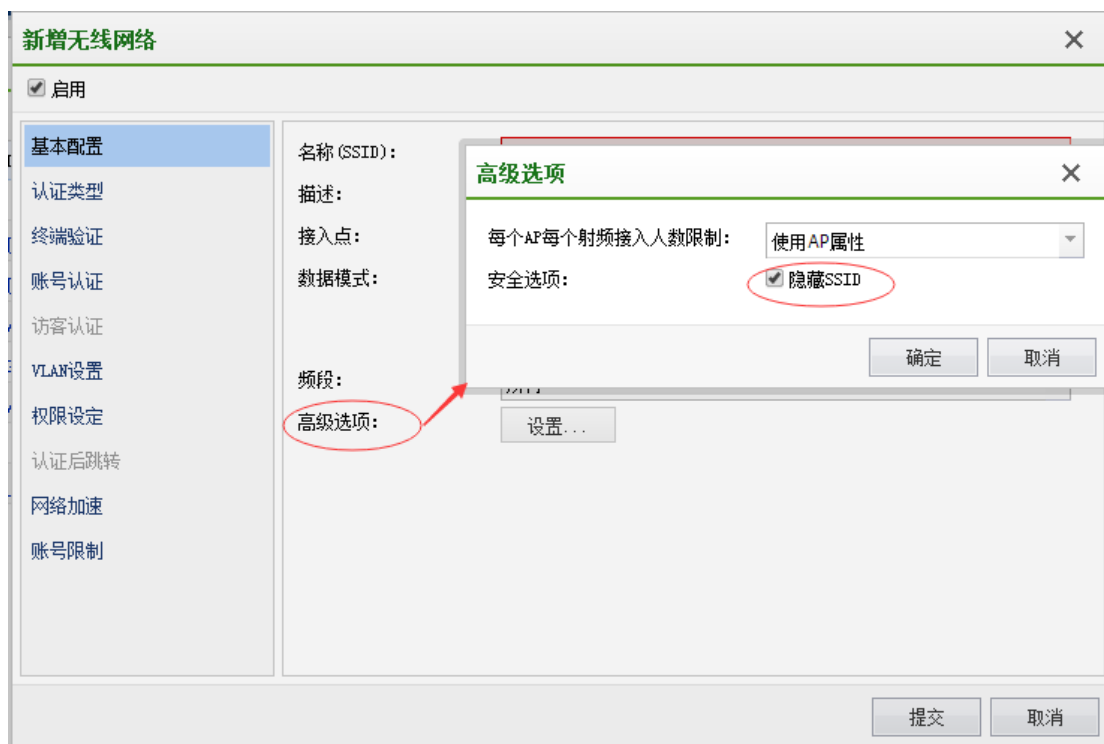 新增无线网络
启用
基本配置
认证类型
终端验证
账号认证
访客认证
VLAN设置
权限设定
认证后跳转
网络加速
账号限制
名称(SSID):
描述:
接入点:
数据模式:
频段:
高级选项:
设置...
高级选项
每个AP每个射频接入人数限制:
使用AP属性
安全选项:
隐藏SSID
确定
取消
提交
取消